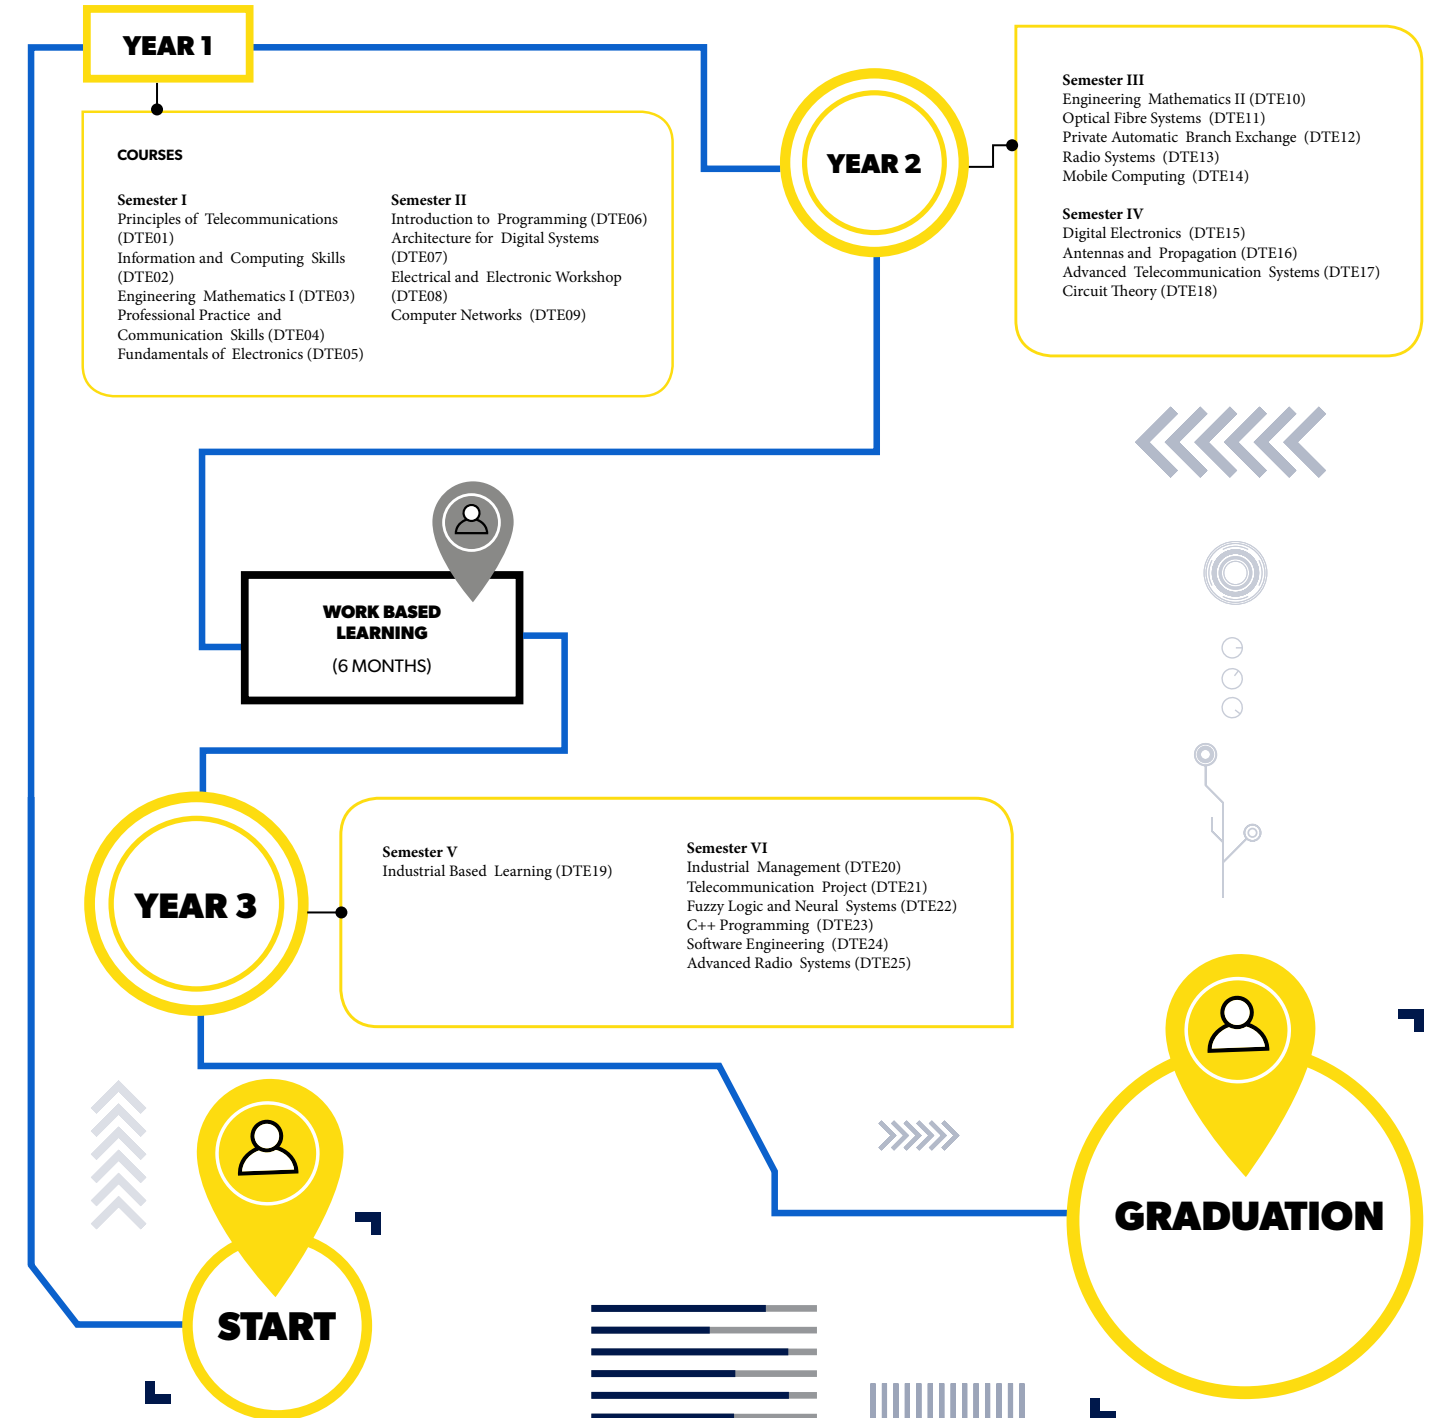 YEAR 1
COURSES
Semester I
Principles of Telecommunications
(DTE01)
Information and Computing Skills
(DTE02)
Engineering Mathematics I (DTE03)
Professional Practice and
Communication Skills (DTE04)
Fundamentals of Electronics (DTE05)
Semester II
Introduction to Programming (DTE06)
Architecture for Digital Systems
(DTE07)
Electrical and Electronic Workshop
(DTE08)
Computer Networks (DTE09)
YEAR 2
Semester III
Engineering Mathematics II (DTE10)
Optical Fibre Systems (DTE11)
Private Automatic Branch Exchange (DTE12)
Radio Systems (DTE13)
Mobile Computing (DTE14)
Semester IV
Digital Electronics (DTE15)
Antennas and Propagation (DTE16)
Advanced Telecommunication Systems (DTE17)
Circuit Theory (DTE18)
WORK BASED
LEARNING
(6 MONTHS)
YEAR 3
Semester V
Industrial Based Learning (DTE19)
Semester VI
Industrial Management (DTE20)
Telecommunication Project (DTE21)
Fuzzy Logic and Neural Systems (DTE22)
C++ Programming (DTE23)
Software Engineering (DTE24)
Advanced Radio Systems (DTE25)
GRADUATION
START